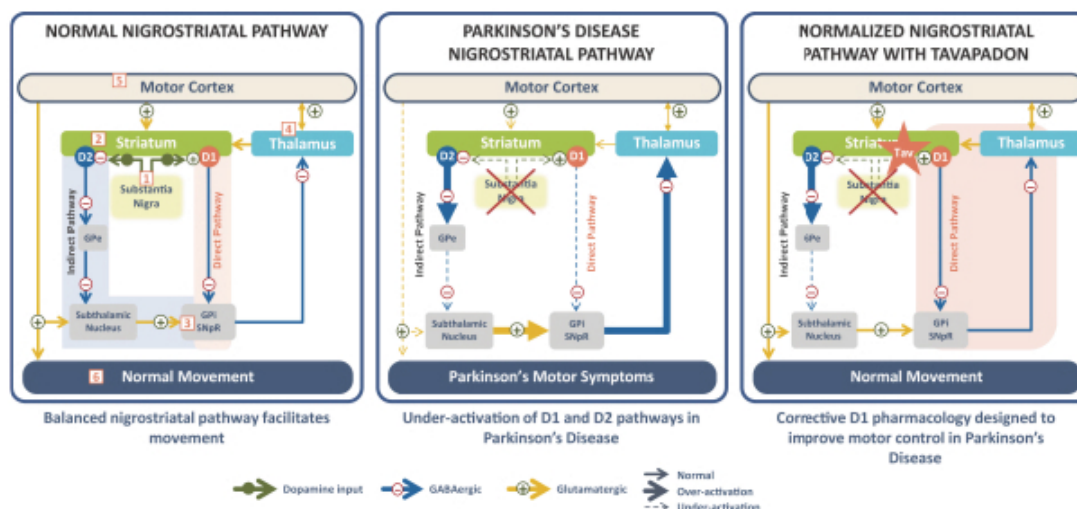 NORMAL NIGROSTRIATAL PATHWAY
5
Motor Cortex
+
+
2
Striatum
4
Thalamus
D2
−
+
D1
1
Substantia
Nigra
−
−
−
GPe
Indirect Pathway
Direct Pathway
−
−
+
Subthalamic
Nucleus
+
3
GPi
SNpR
6
Normal Movement
Balanced nigrostriatal pathway facilitates
movement
PARKINSON'S DISEASE
NIGROSTRIATAL PATHWAY
Motor Cortex
+
+
Striatum
Thalamus
D2
−
+
D1
Substantia
Nigra
−
−
GPe
Indirect Pathway
Direct Pathway
−
−
+
Subthalamic
Nucleus
+
GPi
SNpR
Parkinson's Motor Symptoms
Under-activation of D1 and D2 pathways in
Parkinson's Disease
NORMALIZED NIGROSTRIATAL
PATHWAY WITH TAVAPADON
Motor Cortex
+
+
Striatum
Thalamus
D2
−
Tav
+
D1
Substantia
Nigra
−
−
GPe
Indirect Pathway
Direct Pathway
−
−
+
Subthalamic
Nucleus
+
GPi
SNpR
Normal Movement
Corrective D1 pharmacology designed to
improve motor control in Parkinson's
Disease
Dopamine input
− GABAergic
+ Glutamatergic
Normal
Over-activation
Under-activation